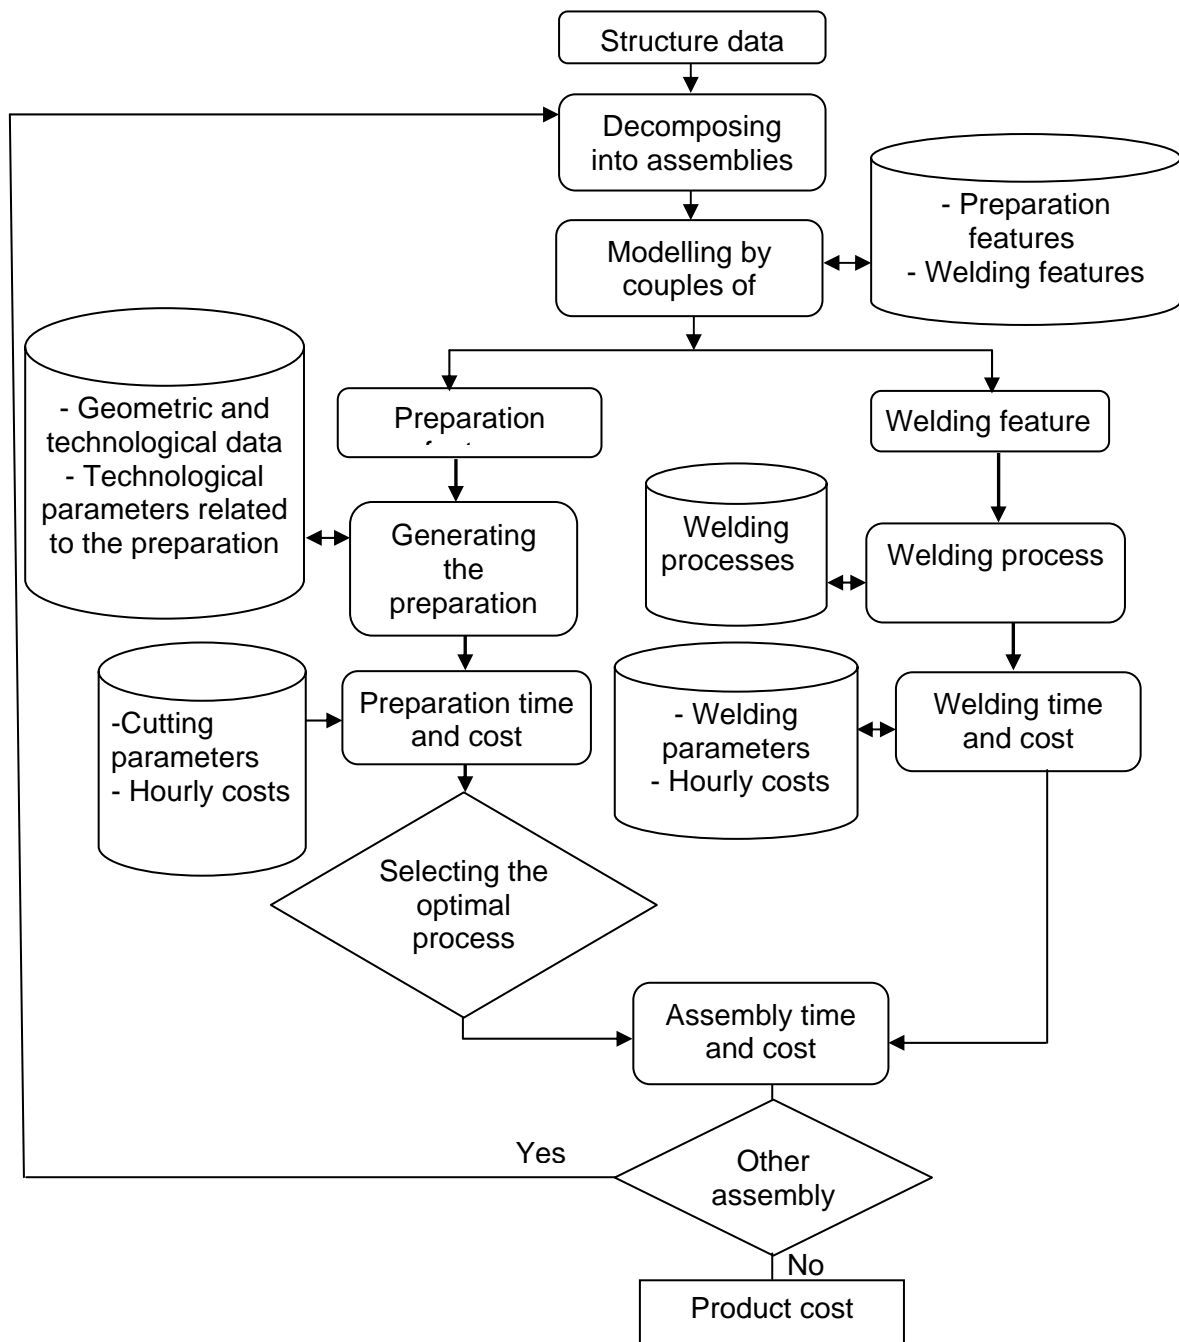 Structure data
Decomposing
into assemblies
- Preparation
features
- Welding features
Modelling by
couples of
- Geometric and
technological data
- Technological
parameters related
to the preparation
Preparation
Welding feature
Generating
the
preparation
Welding
processes
Welding process
-Cutting
parameters
- Hourly costs
Preparation time
and cost
- Welding
parameters
- Hourly costs
Welding time
and cost
Selecting the
optimal
process
Assembly time
and cost
Yes
Other
assembly
No
Product cost